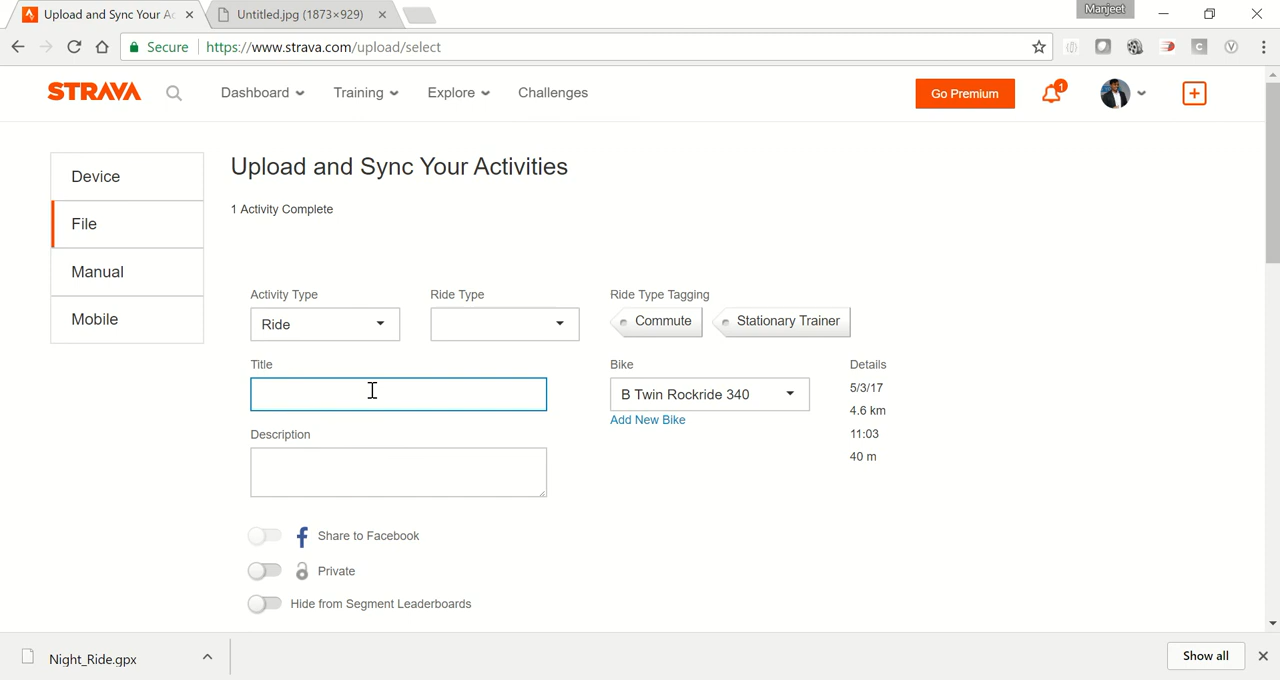 Upload and Sync Your Ac
Untitled.jpg (1873×929)
Manjeet
Secure
https://www.strava.com/upload/select
STRAVA
Dashboard
Training
Explore
Challenges
Go Premium
1
Device
File
Manual
Mobile
Upload and Sync Your Activities
1 Activity Complete
Activity Type
Ride Type
Ride Type Tagging
Ride
Commute
Stationary Trainer
Title
Bike
Details
B Twin Rockride 340
Add New Bike
5/3/17
4.6 km
11:03
40 m
Description
Share to Facebook
Private
Hide from Segment Leaderboards
Night_Ride.gpx
Show all